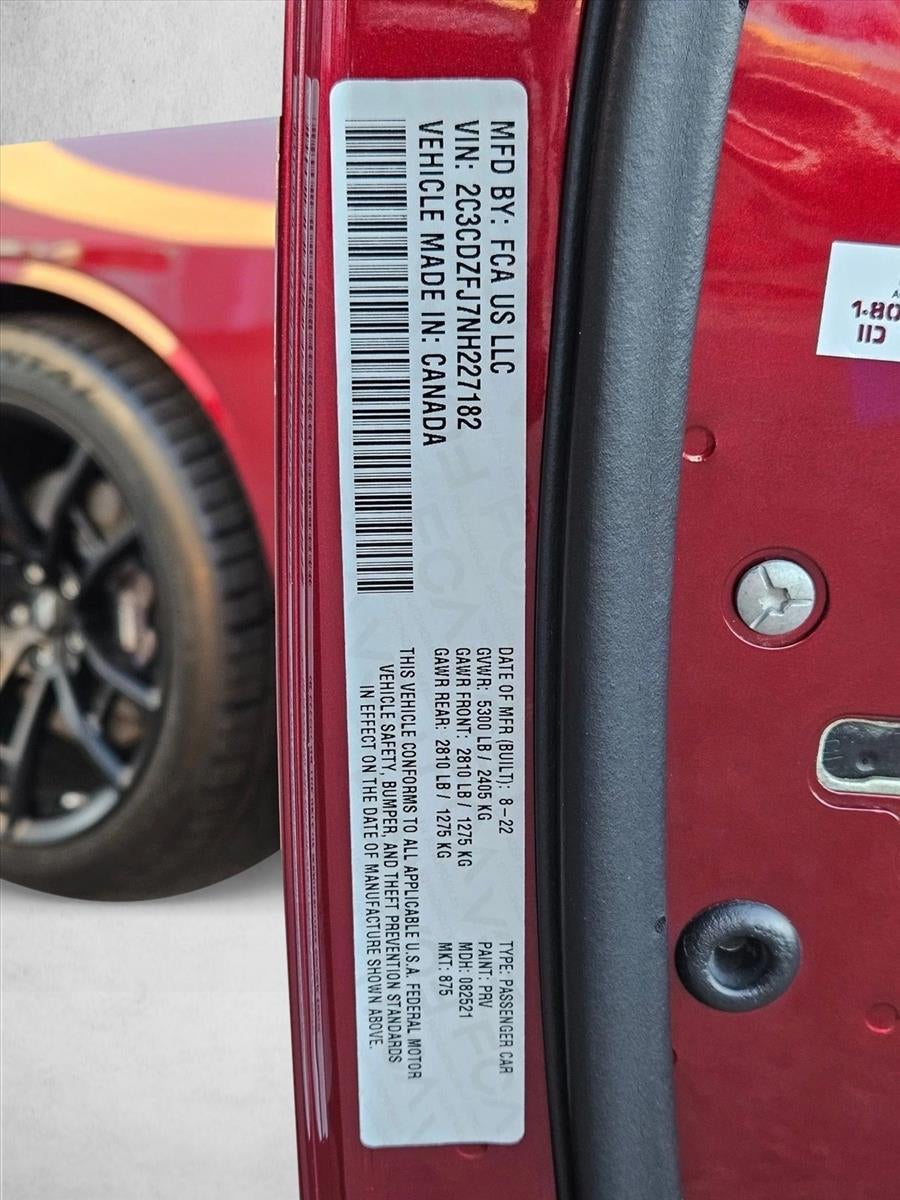 MFD BY: FCA US LLC
VIN: 2C3CDZFJ7NH227182
VEHICLE MADE IN: CANADA
DATE OF MFR (BUILT): 8-22
GVWR: 5300 LB / 2405 KG
GAWR FRONT: 2810 LB / 1275 KG
GAWR REAR: 2810 LB / 1275 KG
THIS VEHICLE CONFORMS TO ALL APPLICABLE U.S.A. FEDERAL MOTOR
VEHICLE SAFETY, BUMPER, AND THEFT PREVENTION STANDARDS
IN EFFECT ON THE DATE OF MANUFACTURE SHOWN ABOVE.
TYPE: PASSENGER CAR
PAINT: PRV
MDH: 082521
MKT: 875
1-80